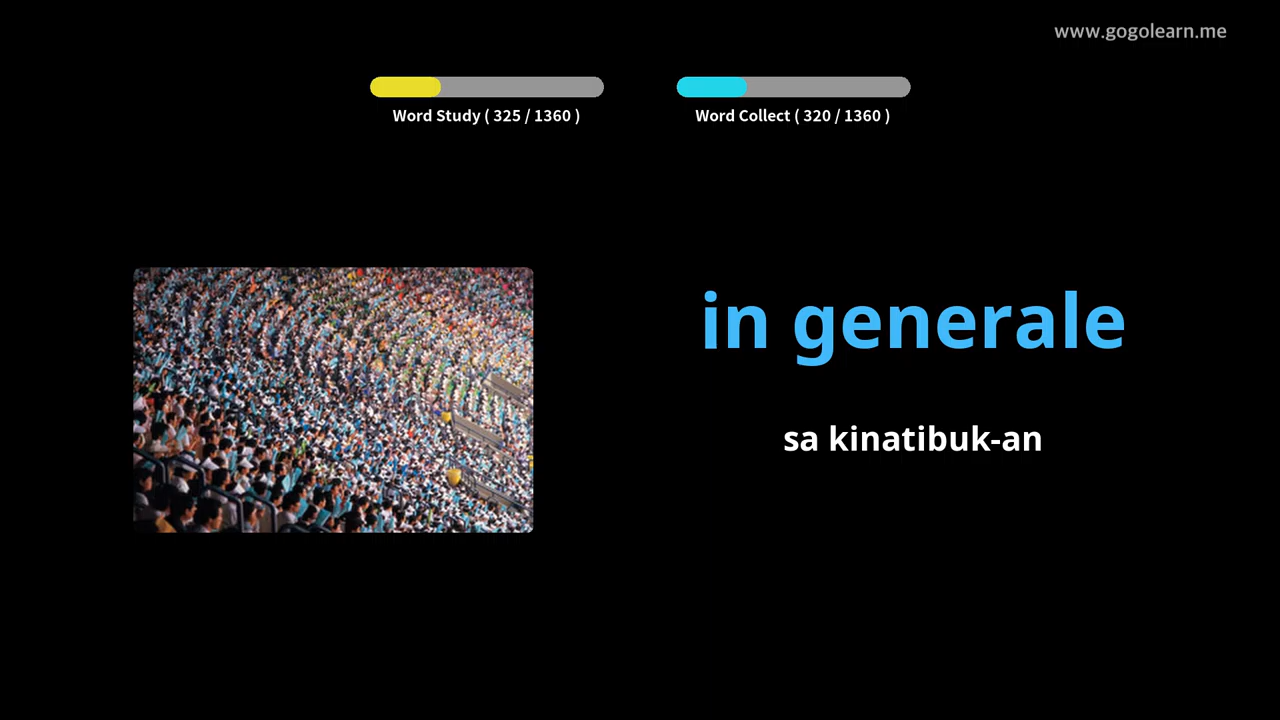 www.gogolearn.me
Word Study ( 325 / 1360 )
Word Collect ( 320 / 1360 )
in generale
sa kinatibuk-an